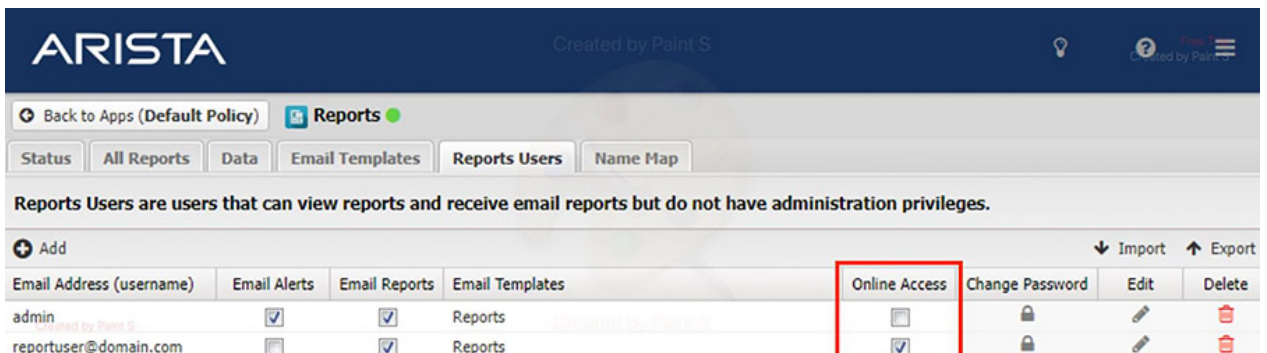 ARISTA
Created by Paint S
Created by Paint S
Back to Apps (Default Policy) Reports
Status All Reports Data Email Templates Reports Users Name Map
Reports Users are users that can view reports and receive email reports but do not have administration privileges.
Add Import Export
Email Address (username) Email Alerts Email Reports Email Templates Online Access Change Password Edit Delete
admin Reports
Created by Paint S Created by Paint S
reportuser@domain.com Reports